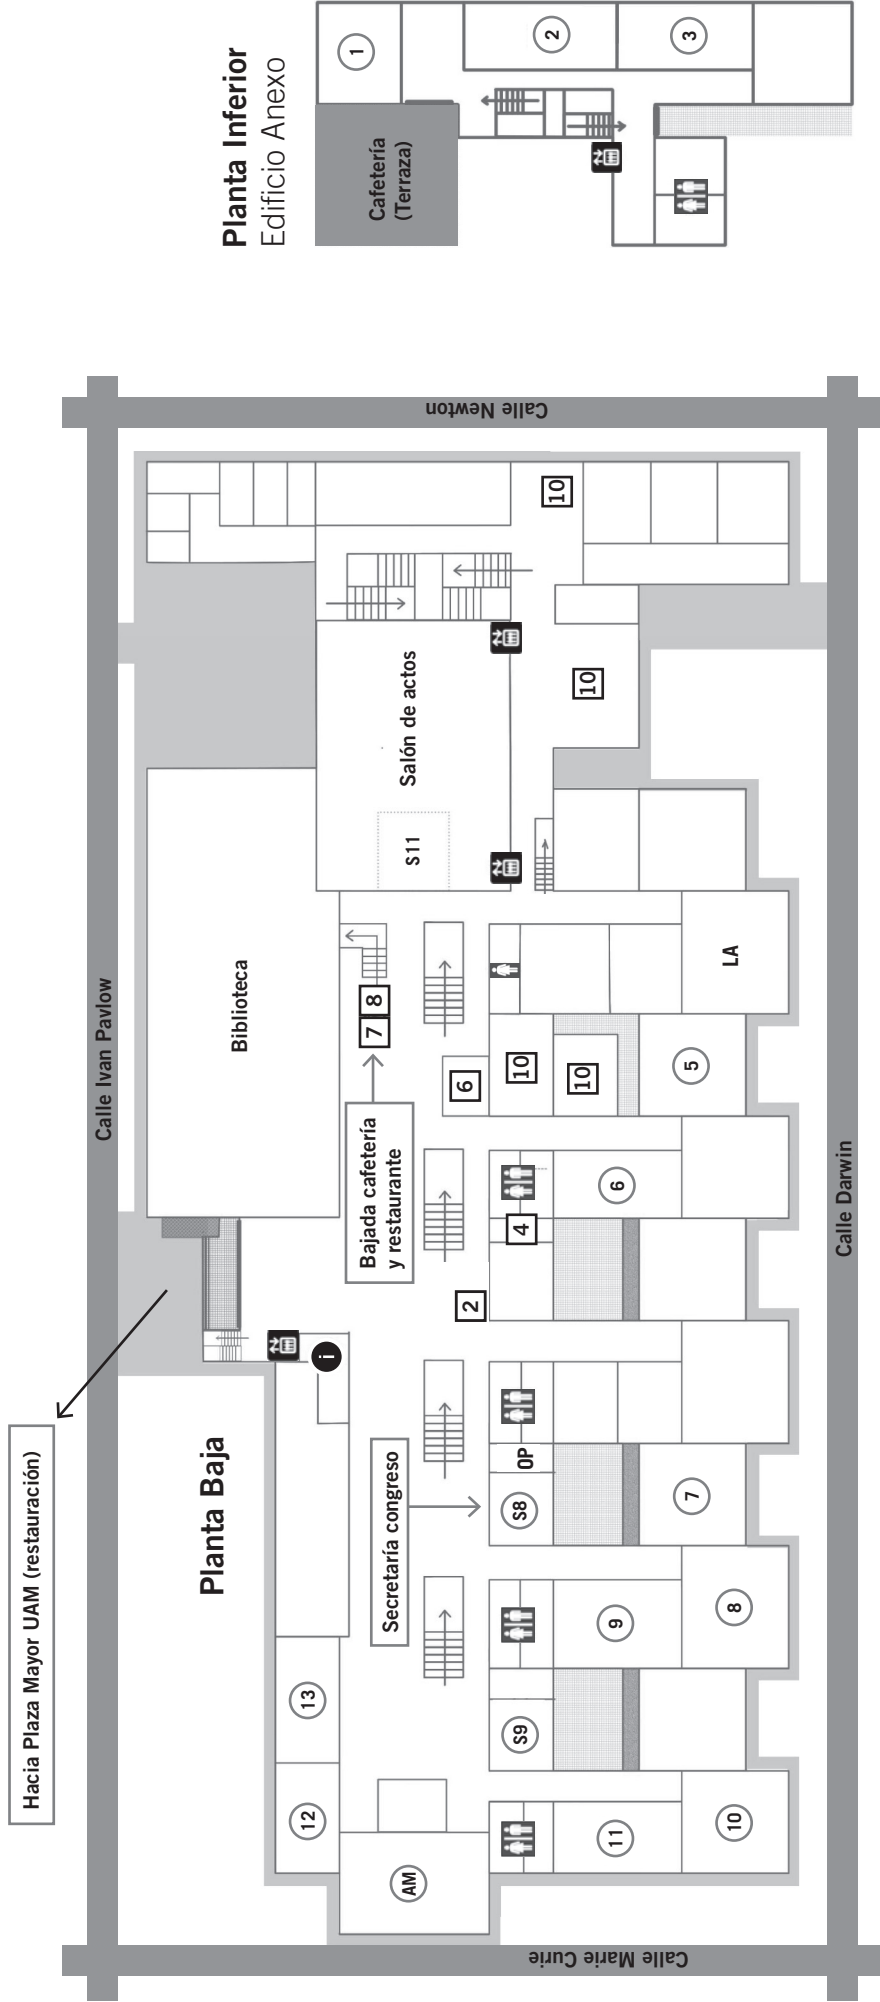 Hacia Plaza Mayor UAM (restauración)
Calle Ivan Pavlow
Planta Baja
Biblioteca
12
13
i
Bajada cafetería
y restaurante
7
8
Secretaría congreso
AM
S11
Salón de actos
2
6
S9
S8
OP
4
10
10
10
10
11
9
6
5
10
8
7
LA
Calle Darwin
Calle Marie Curie
Calle Newton
Planta Inferior
Edificio Anexo
Cafetería
(Terraza)
1
2
3